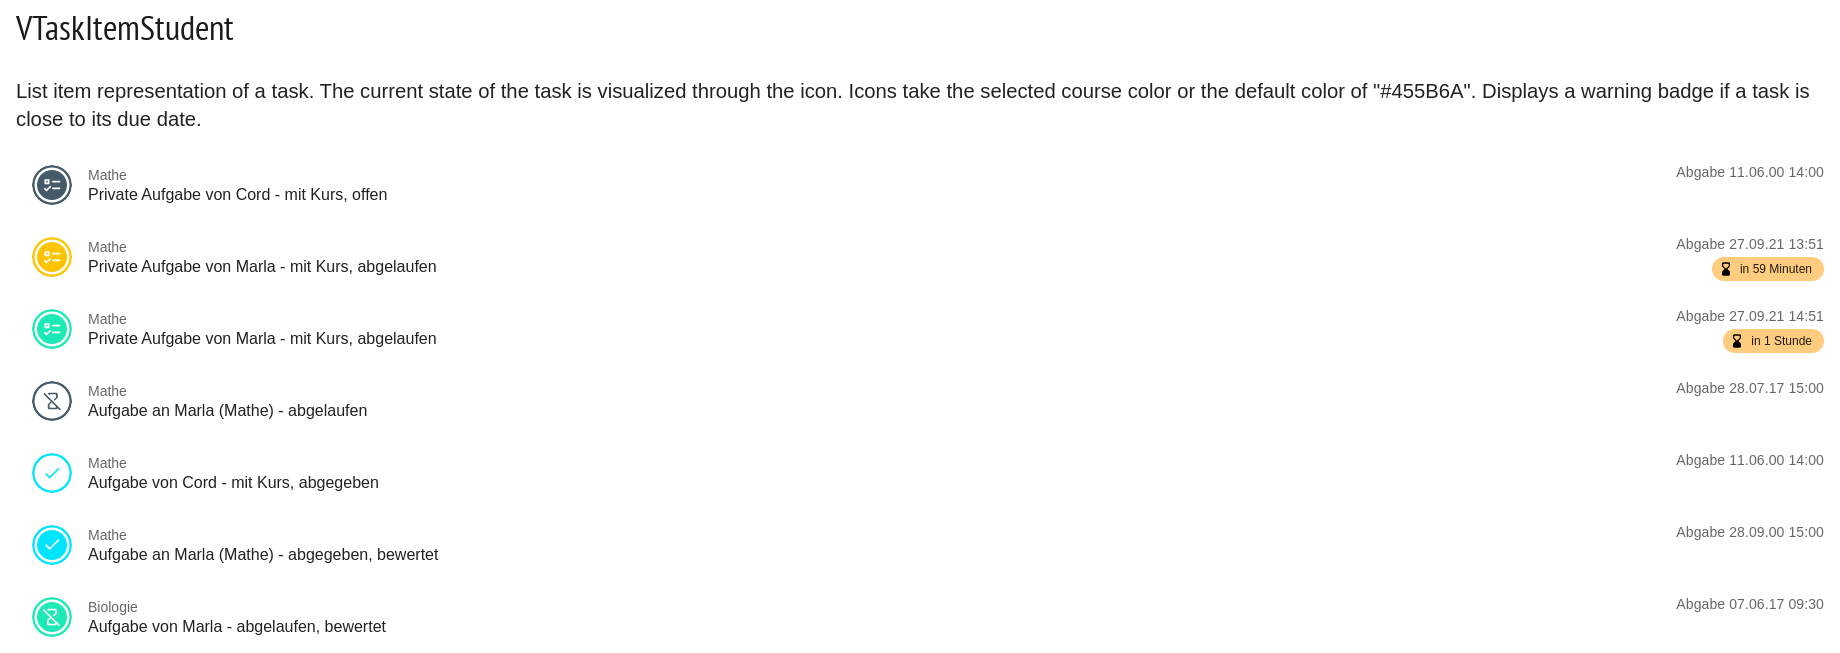 VTaskItemStudent
List item representation of a task. The current state of the task is visualized through the icon. Icons take the selected course color or the default color of "#455B6A". Displays a warning badge if a task is
close to its due date.
Mathe
Abgabe 11.06.00 14:00
Private Aufgabe von Cord - mit Kurs, offen
Mathe
Abgabe 27.09.21 13:51
Private Aufgabe von Marla - mit Kurs, abgelaufen
in 59 Minuten
Mathe
Abgabe 27.09.21 14:51
Private Aufgabe von Marla - mit Kurs, abgelaufen
in 1 Stunde
Mathe
Abgabe 28.07.17 15:00
Aufgabe an Marla (Mathe) - abgelaufen
Mathe
Abgabe 11.06.00 14:00
Aufgabe von Cord - mit Kurs, abgegeben
Mathe
Abgabe 28.09.00 15:00
Aufgabe an Marla (Mathe) - abgegeben, bewertet
Biologie
Abgabe 07.06.17 09:30
Aufgabe von Marla - abgelaufen, bewertet